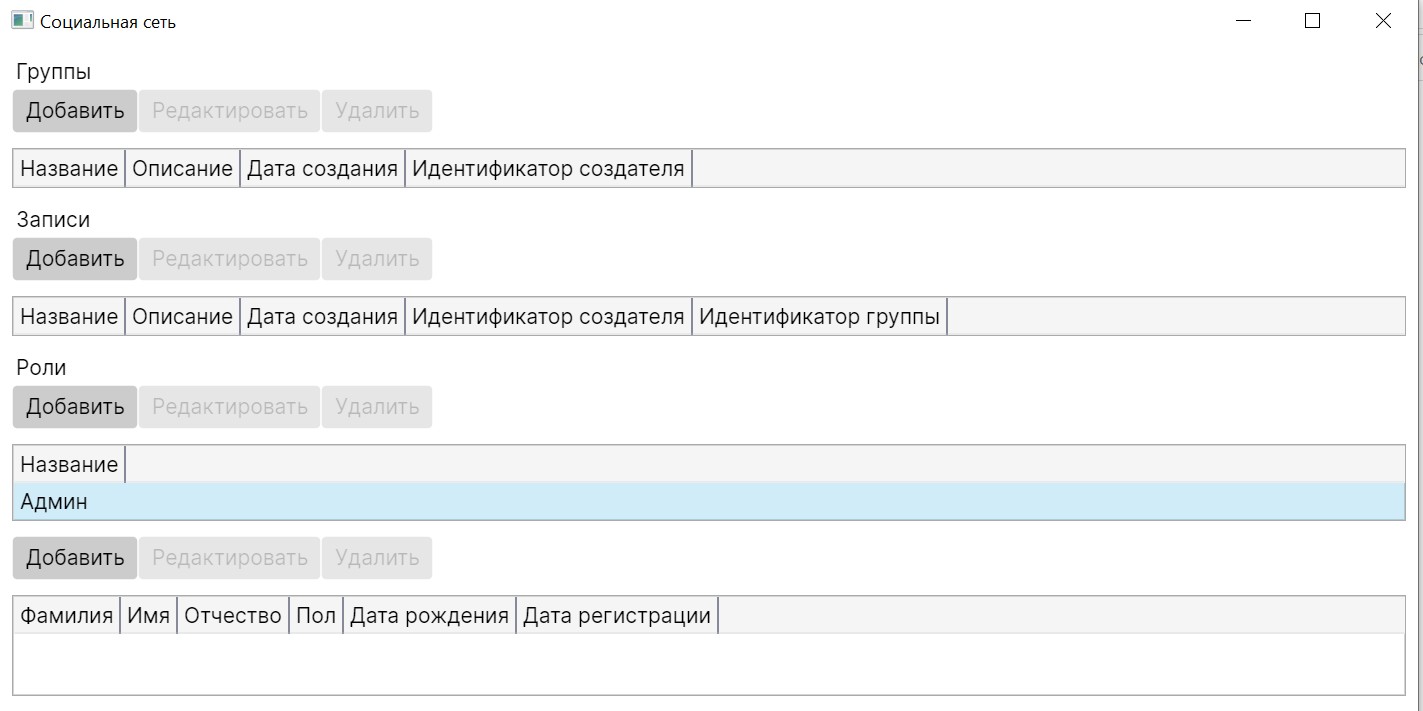 Социальная сеть
Группы
Добавить Редактировать Удалить
Название Описание Дата создания Идентификатор создателя
Записи
Добавить Редактировать Удалить
Название Описание Дата создания Идентификатор создателя Идентификатор группы
Роли
Добавить Редактировать Удалить
Название
Админ
Добавить Редактировать Удалить
Фамилия Имя Отчество Пол Дата рождения Дата регистрации